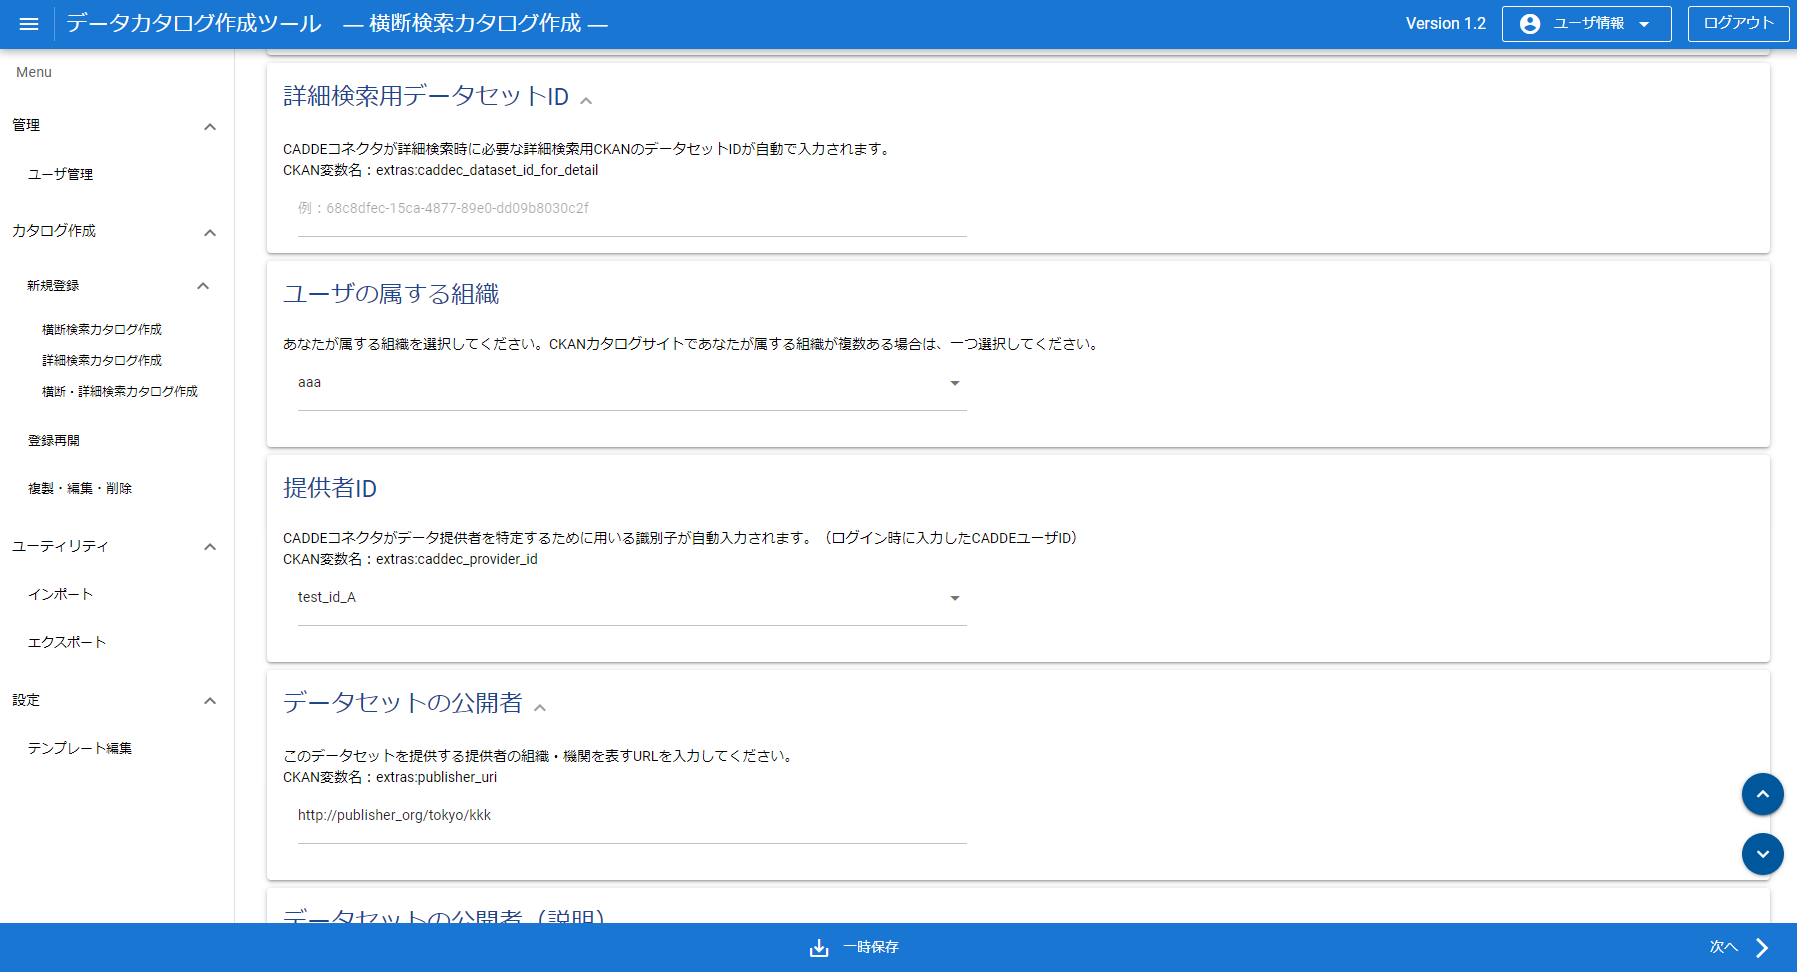 データカタログ作成ツール ― 横断検索カタログ作成 ―
Version 1.2
ユーザ情報
ログアウト
Menu
管理
ユーザ管理
カタログ作成
新規登録
横断検索カタログ作成
詳細検索カタログ作成
横断・詳細検索カタログ作成
登録再開
複製・編集・削除
ユーティリティ
インポート
エクスポート
設定
テンプレート編集
詳細検索用データセットID
CADDEコネクタが詳細検索時に必要な詳細検索用CKANのデータセットIDが自動で入力されます。
CKAN変数名：extras:caddec_dataset_id_for_detail
例：68c8dfec-15ca-4877-89e0-dd09b8030c2f
ユーザの属する組織
あなたが属する組織を選択してください。CKANカタログサイトであなたが属する組織が複数ある場合は、一つ選択してください。
aaa
提供者ID
CADDEコネクタがデータ提供者を特定するために用いる識別子が自動入力されます。（ログイン時に入力したCADDEユーザID）
CKAN変数名：extras:caddec_provider_id
test_id_A
データセットの公開者
このデータセットを提供する提供者の組織・機関を表すURLを入力してください。
CKAN変数名：extras:publisher_uri
http://publisher_org/tokyo/kkk
データセットの公開者（説明）
一時保存
次へ